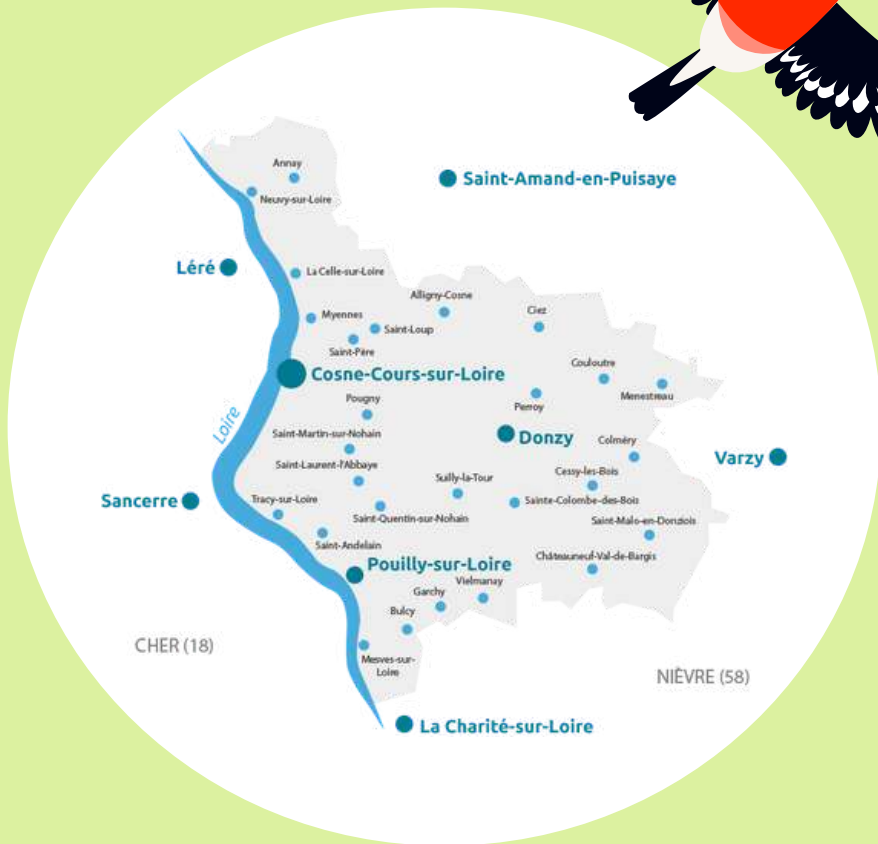 Annay
Saint-Amand-en-Puisaye
Neuvy-sur-Loire
Léré
La Celle-sur-Loire
Alligny-Cosne
Ciez
Myennes
Saint-Loup
Saint-Père
Couloutre
Cosne-Cours-sur-Loire
Menestreau
Pougny
Perroy
Loire
Saint-Martin-sur-Nohain
Donzy
Colméry
Varzy
Saint-Laurent-l'Abbaye
Cessy-les-Bois
Suilly-la-Tour
Sancerre
Tracy-sur-Loire
Sainte-Colombe-des-Bois
Saint-Quentin-sur-Nohain
Saint-Malo-en-Donziois
Saint-Andelain
Châteauneuf-Val-de-Bargis
Pouilly-sur-Loire
Vielmanay
Garchy
Bulcy
CHER (18)
Mesves-sur-
Loire
NIÈVRE (58)
La Charité-sur-Loire